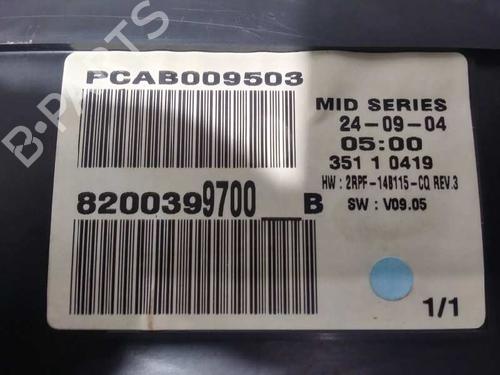 B-PARTS
PCAB009503
MID SERIES
24-09-04
05:00
351 1 0419
HW : 2RPF-14B115-CQ REV.3
SW : V09.05
8200399700__B
1/1